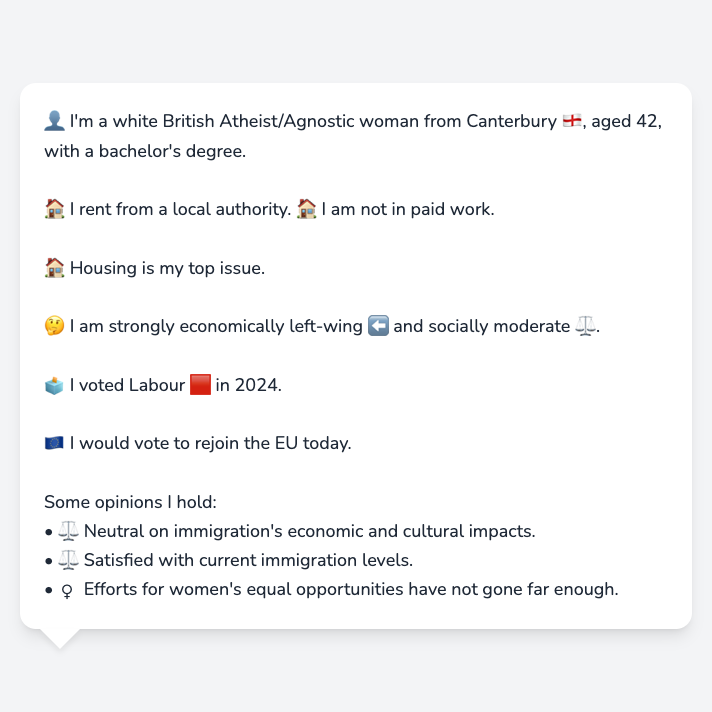 👤 I'm a white British Atheist/Agnostic woman from Canterbury 🏴󠁧󠁢󠁥󠁮󠁧󠁿, aged 42,
with a bachelor's degree.
🏠 I rent from a local authority. 🏠 I am not in paid work.
🏠 Housing is my top issue.
🤔 I am strongly economically left-wing ⬅️ and socially moderate ⚖️.
🗳️ I voted Labour 🟥 in 2024.
🇪🇺 I would vote to rejoin the EU today.
Some opinions I hold:
• ⚖️ Neutral on immigration's economic and cultural impacts.
• ⚖️ Satisfied with current immigration levels.
• ♀ Efforts for women's equal opportunities have not gone far enough.